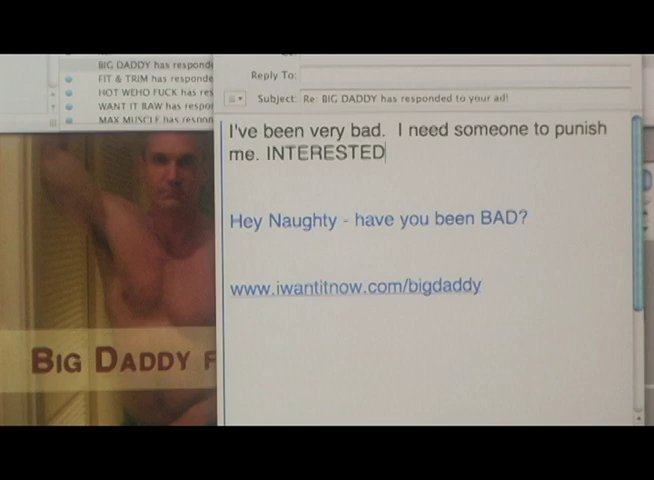 BIG DADDY has responde
FIT & TRIM has responde
HOT WEHO FUCK has res
WANT IT RAW has respor
MAX MUSCLE has respon
Reply To:
Subject: Re: BIG DADDY has responded to your ad!
I've been very bad. I need someone to punish
me. INTERESTED
Hey Naughty - have you been BAD?
www.iwantitnow.com/bigdaddy
BIG DADDY F